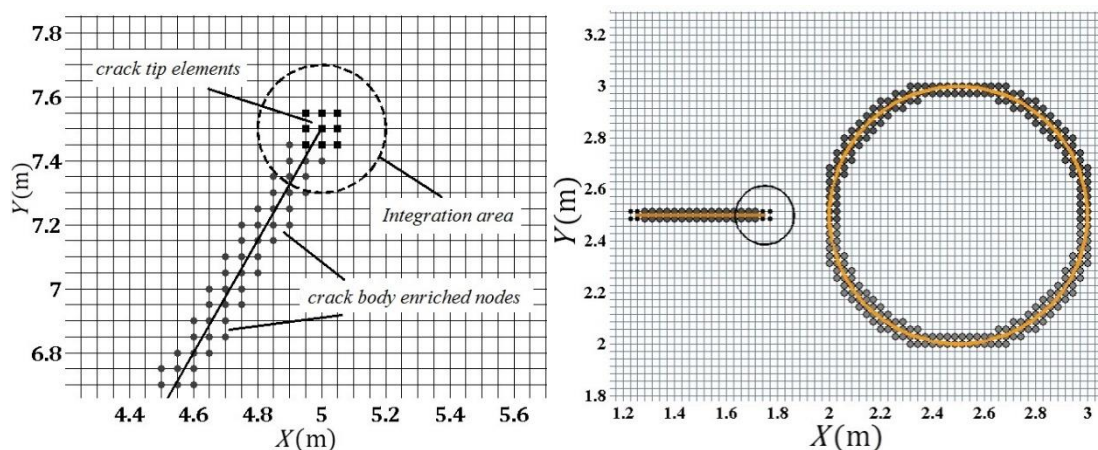 7.8
crack tip elements
7.6
7.4
Y(m)
Integration area
7.2
7
crack body enriched nodes
6.8
4.4 4.6 4.8 5 5.2 5.4 5.6
X(m)
3.2
3
2.8
2.6
Y(m)
2.4
2.2
2
1.8
1.2 1.4 1.6 1.8 2 2.2 2.4 2.6 2.8 3
X(m)